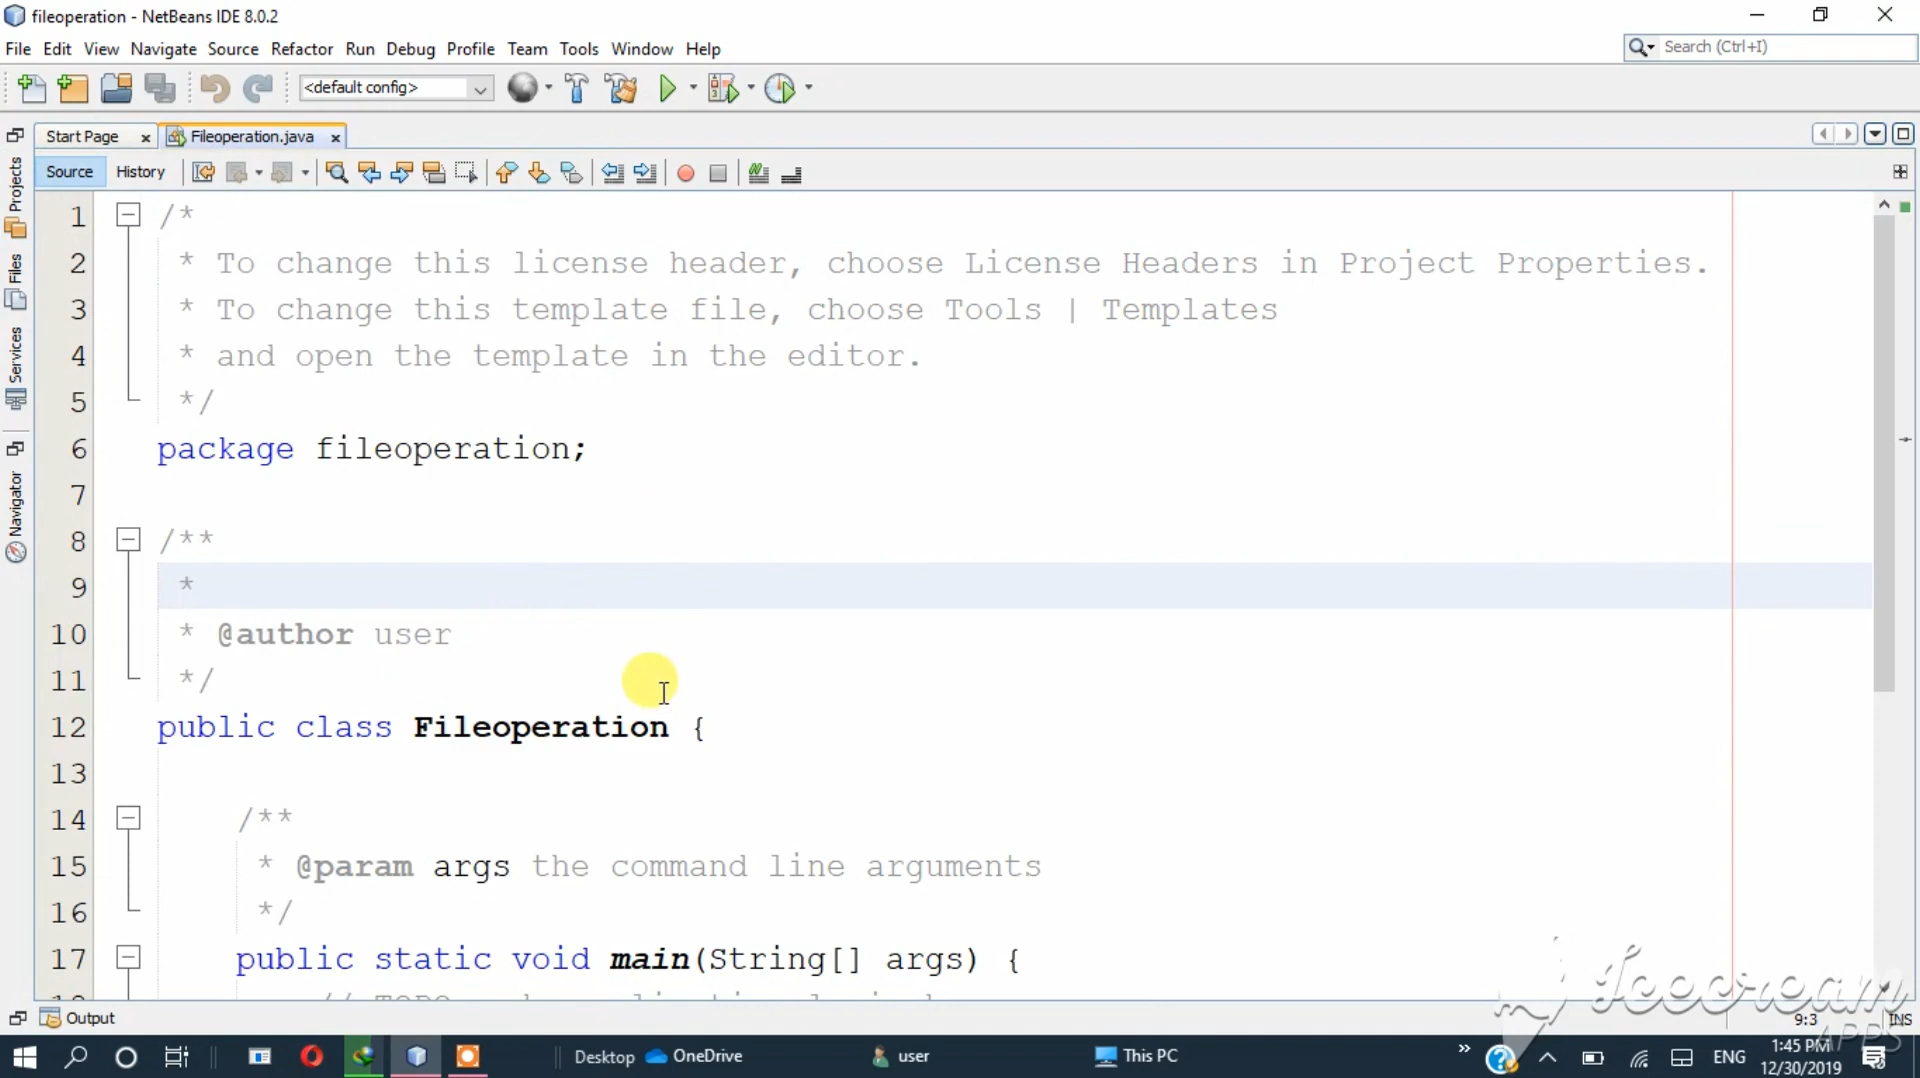 fileoperation - NetBeans IDE 8.0.2
File Edit View Navigate Source Refactor Run Debug Profile Team Tools Window Help
Search (Ctrl+I)
<default config>
Start Page x Fileoperation.java x
Source History
Projects
Files
Services
Navigator
1 /*
2 * To change this license header, choose License Headers in Project Properties.
3 * To change this template file, choose Tools | Templates
4 * and open the template in the editor.
5 */
6 package fileoperation;
7
8 /**
9 *
10 * @author user
11 */
12 public class Fileoperation {
13
14 /**
15 * @param args the command line arguments
16 */
17 public static void main(String[] args) {
Output
9:3 INS
Icecream
APPS
Desktop OneDrive user This PC
» ENG 1:45 PM
12/30/2019